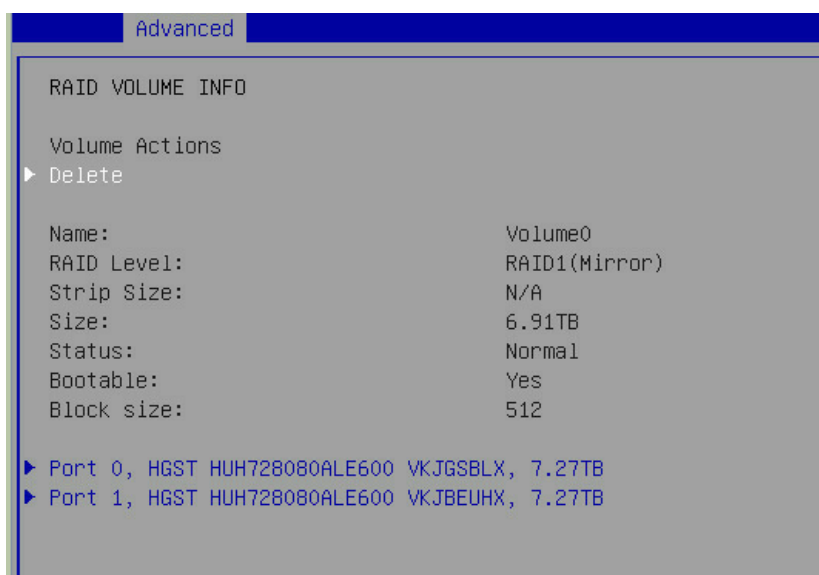 Advanced
RAID VOLUME INFO
Volume Actions
Delete
Name: Volume0
RAID Level: RAID1(Mirror)
Strip Size: N/A
Size: 6.91TB
Status: Normal
Bootable: Yes
Block size: 512
Port 0, HGST HUH728080ALE600 VKJGSBLX, 7.27TB
Port 1, HGST HUH728080ALE600 VKJBEUHX, 7.27TB